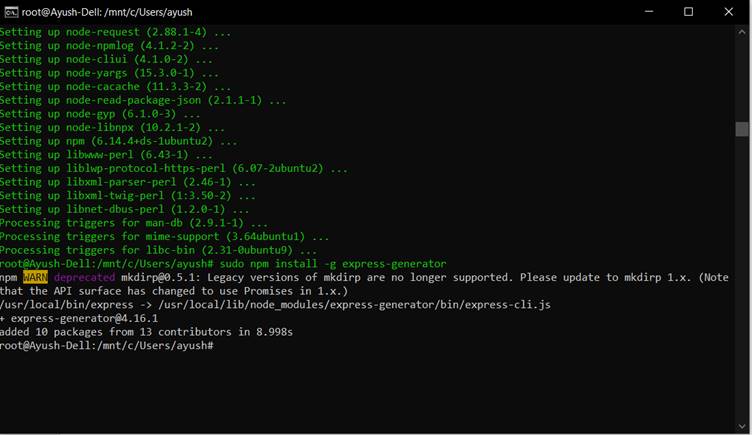 root@Ayush-Dell: /mnt/c/Users/ayush
Setting up node-request (2.88.1-4) ...
Setting up node-npmlog (4.1.2-2) ...
Setting up node-cliui (4.1.0-2) ...
Setting up node-yargs (15.3.0-1) ...
Setting up node-cacache (11.3.3-2) ...
Setting up node-read-package-json (2.1.1-1) ...
Setting up node-gyp (6.1.0-3) ...
Setting up node-libnpx (10.2.1-2) ...
Setting up npm (6.14.4+ds-1ubuntu2) ...
Setting up libwww-perl (6.43-1) ...
Setting up liblwp-protocol-https-perl (6.07-2ubuntu2) ...
Setting up libxml-parser-perl (2.46-1) ...
Setting up libxml-twig-perl (1:3.50-2) ...
Setting up libnet-dbus-perl (1.2.0-1) ...
Processing triggers for man-db (2.9.1-1) ...
Processing triggers for mime-support (3.64ubuntu1) ...
Processing triggers for libc-bin (2.31-0ubuntu9) ...
root@Ayush-Dell:/mnt/c/Users/ayush# sudo npm install -g express-generator
npm WARN deprecated mkdirp@0.5.1: Legacy versions of mkdirp are no longer supported. Please update to mkdirp 1.x. (Note
that the API surface has changed to use Promises in 1.x.)
/usr/local/bin/express -> /usr/local/lib/node_modules/express-generator/bin/express-cli.js
+ express-generator@4.16.1
added 10 packages from 13 contributors in 8.998s
root@Ayush-Dell:/mnt/c/Users/ayush#